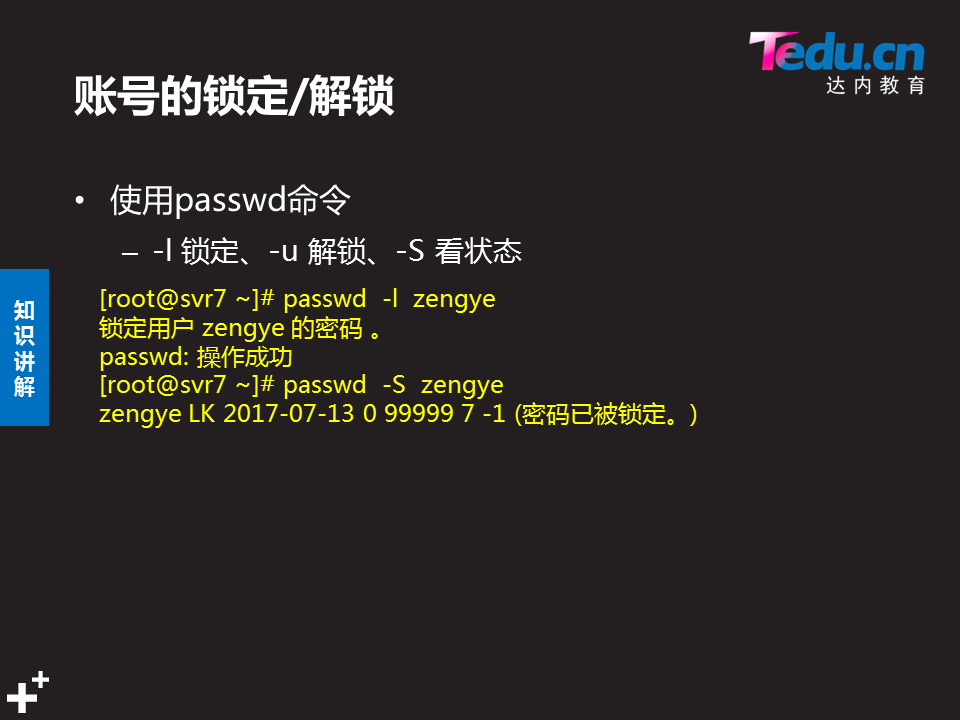 Tedu.cn
达内教育
账号的锁定/解锁
• 使用passwd命令
– -l 锁定、-u 解锁、-S 看状态
[root@svr7 ~]# passwd  -l  zengye
锁定用户 zengye 的密码 。
passwd: 操作成功
[root@svr7 ~]# passwd  -S  zengye
zengye LK 2017-07-13 0 99999 7 -1 (密码已被锁定。)
知
识
讲
解